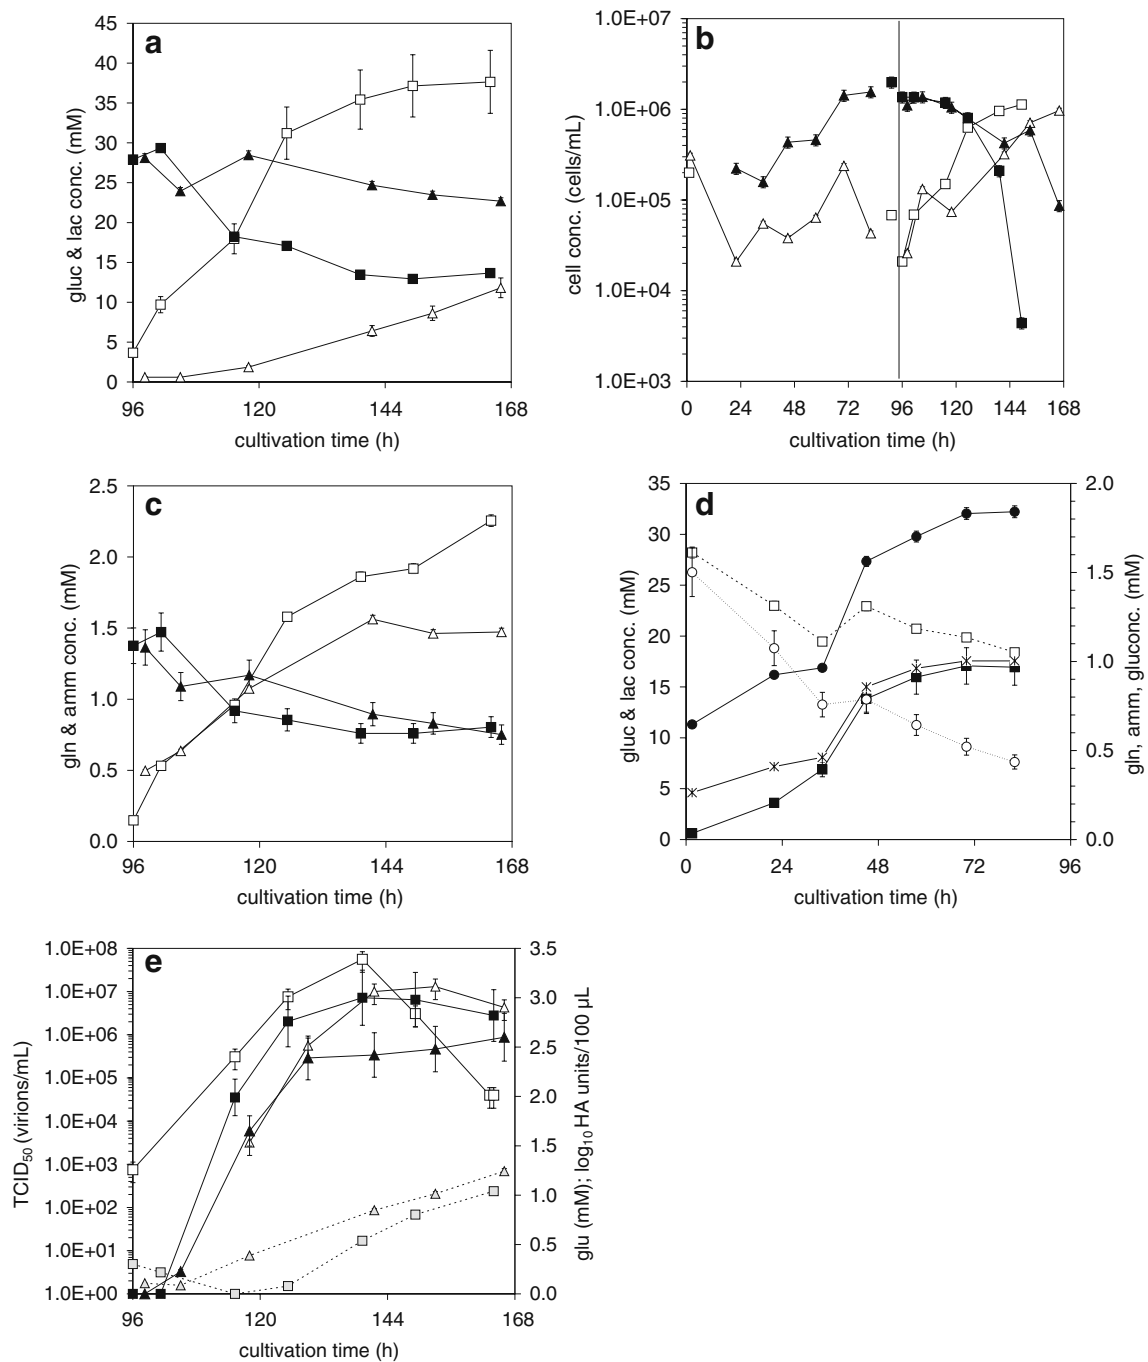 a
45
40
35
30
25
20
15
10
5
0
gluc & lac conc. (mM)
96 120 144 168
cultivation time (h)
b
1.0E+07
1.0E+06
1.0E+05
1.0E+04
1.0E+03
cell conc. (cells/mL)
0 24 48 72 96 120 144 168
cultivation time (h)
c
2.5
2.0
1.5
1.0
0.5
0.0
gln & amm conc. (mM)
96 120 144 168
cultivation time (h)
d
35
30
25
20
15
10
5
0
gluc & lac conc. (mM)
2.0
1.5
1.0
0.5
0.0
gln, amm, gluconc. (mM)
0 24 48 72 96
cultivation time (h)
e
1.0E+08
1.0E+07
1.0E+06
1.0E+05
1.0E+04
1.0E+03
1.0E+02
1.0E+01
1.0E+00
TCID50 (virions/mL)
3.5
3.0
2.5
2.0
1.5
1.0
0.5
0.0
glu (mM); log10 HA units/100 µL
96 120 144 168
cultivation time (h)